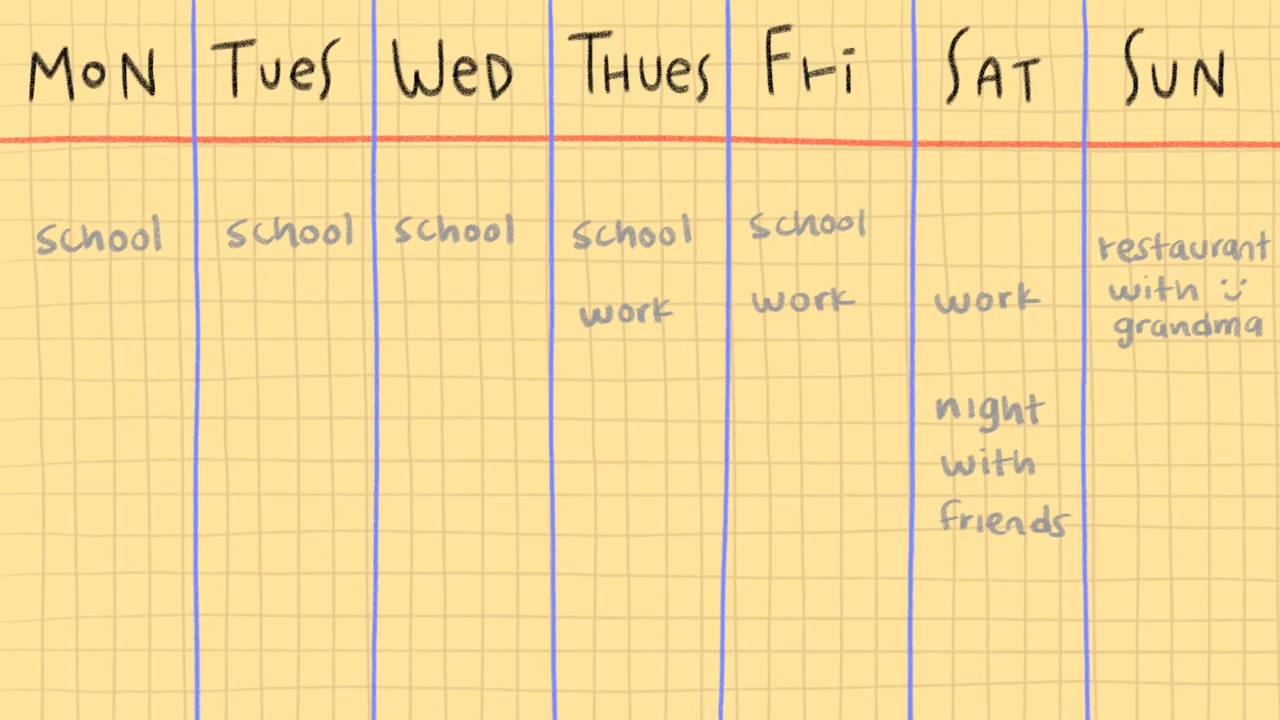 MON TUES WED THUES FRI SAT SUN
school school school school school restaurant
work work work with :)
grandma
night
with
friends